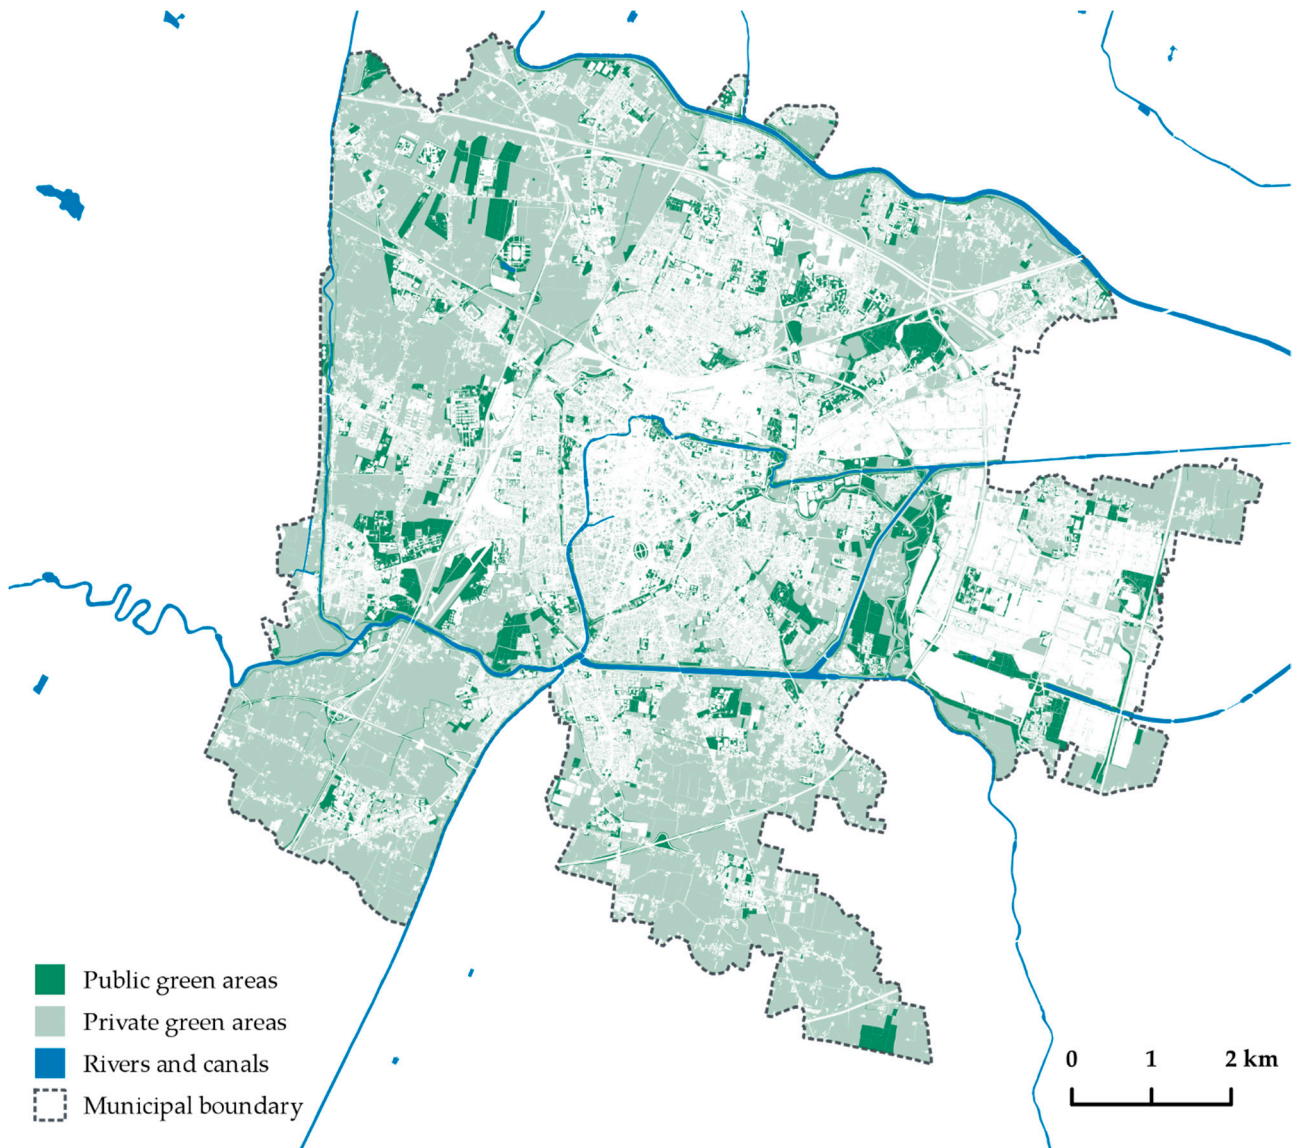 Public green areas
Private green areas
Rivers and canals
Municipal boundary
0 1 2 km